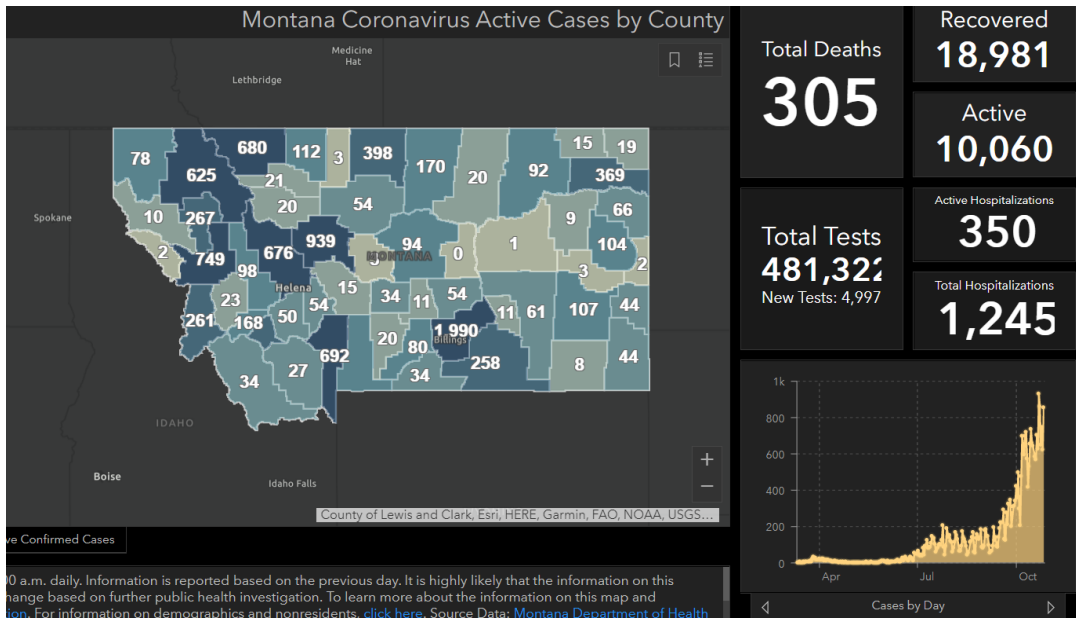 Montana Coronavirus Active Cases by County
Medicine
Hat
Lethbridge
Spokane
78
625
680
112
3
398
170
20
92
15
19
369
21
20
54
10
267
9
66
2
749
98
676
939
94
0
1
104
3
2
MONTANA
Helena
23
15
34
11
54
11
61
107
44
261
168
50
54
20
80
1,990
Billings
692
258
8
44
34
27
34
IDAHO
Boise
Idaho Falls
+
−
County of Lewis and Clark, Esri, HERE, Garmin, FAO, NOAA, USGS...
ve Confirmed Cases
00 a.m. daily. Information is reported based on the previous day. It is highly likely that the information on this
hange based on further public health investigation. To learn more about the information on this map and
ion. For information on demographics and nonresidents, click here. Source Data: Montana Department of Health
Total Deaths
305
Recovered
18,981
Active
10,060
Total Tests
481,322
New Tests: 4,997
Active Hospitalizations
350
Total Hospitalizations
1,245
1k
800
600
400
200
0
Apr
Jul
Oct
Cases by Day